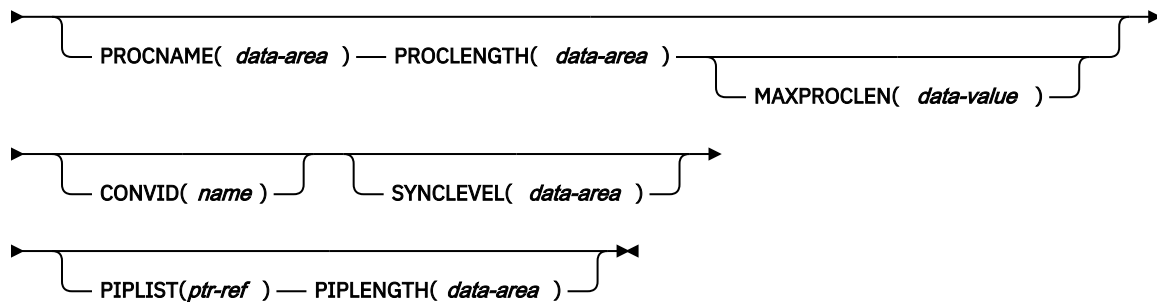 PROCNAME( data-area ) PROCLENGTH( data-area )
MAXPROCLEN( data-value )
CONVID( name ) SYNCLEVEL( data-area )
PIPLIST(ptr-ref ) PIPLENGTH( data-area )